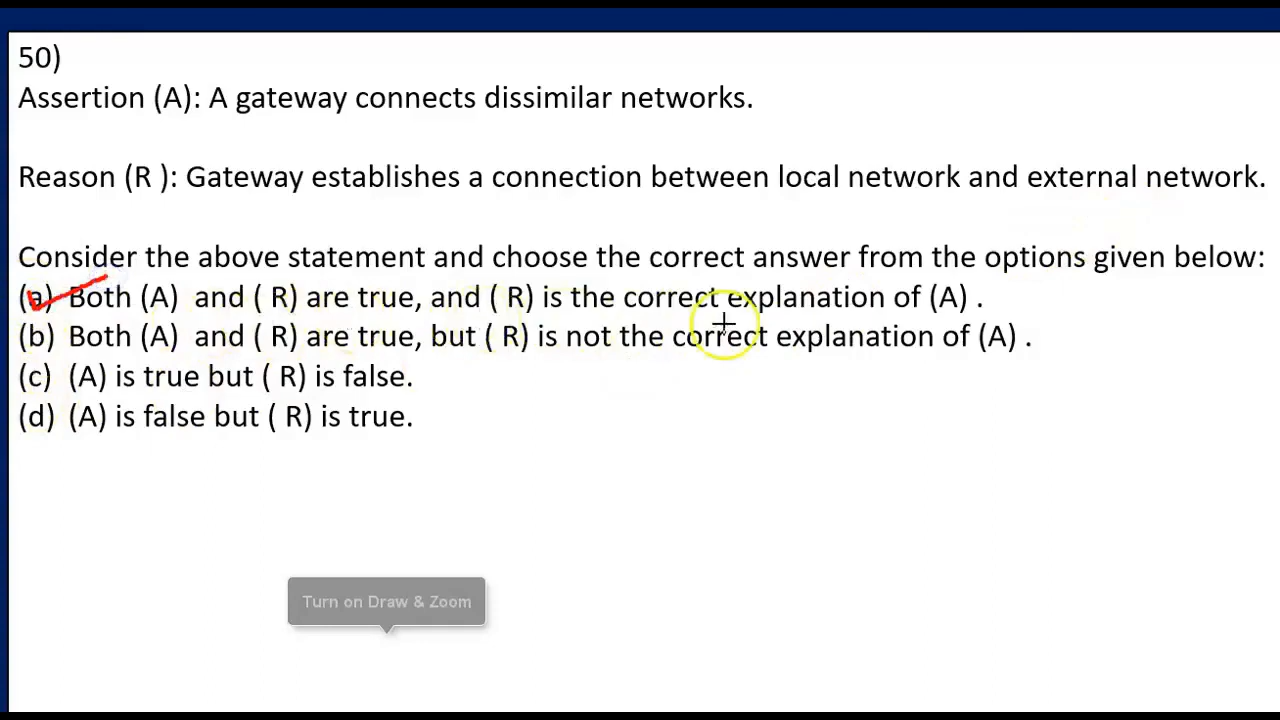 50)
Assertion (A): A gateway connects dissimilar networks.
Reason (R ): Gateway establishes a connection between local network and external network.
Consider the above statement and choose the correct answer from the options given below:
(a) Both (A) and ( R) are true, and ( R) is the correct explanation of (A) .
(b) Both (A) and ( R) are true, but ( R) is not the correct explanation of (A) .
(c) (A) is true but ( R) is false.
(d) (A) is false but ( R) is true.
Turn on Draw & Zoom